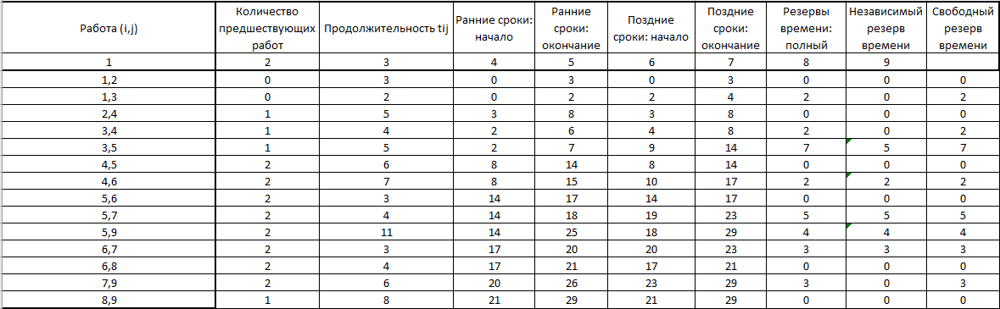 Работа (i,j) Количество предшествующих работ Продолжительность tij Ранние сроки: начало Ранние сроки: окончание Поздние сроки: начало Поздние сроки: окончание Резервы времени: полный Независимый резерв времени Свободный резерв времени
1 2 3 4 5 6 7 8 9
1,2 0 3 0 3 0 3 0 0 0
1,3 0 2 0 2 2 4 2 0 2
2,4 1 5 3 8 3 8 0 0 0
3,4 1 4 2 6 4 8 2 0 2
3,5 1 5 2 7 9 14 7 5 7
4,5 2 6 8 14 8 14 0 0 0
4,6 2 7 8 15 10 17 2 2 2
5,6 2 3 14 17 14 17 0 0 0
5,7 2 4 14 18 19 23 5 5 5
5,9 2 11 14 25 18 29 4 4 4
6,7 2 3 17 20 20 23 3 3 3
6,8 2 4 17 21 17 21 0 0 0
7,9 2 6 20 26 23 29 3 0 3
8,9 1 8 21 29 21 29 0 0 0